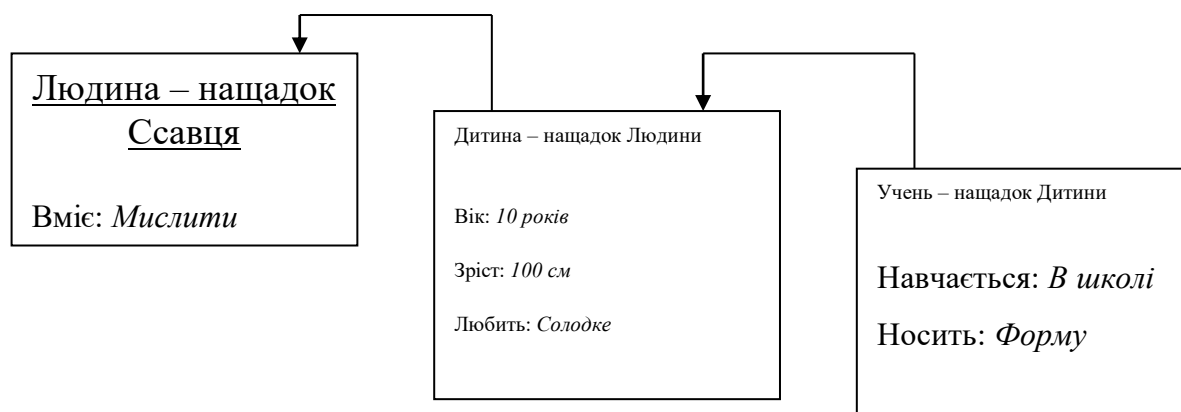 Людина – нащадок
Ссавця
Вміє: Мислити
Дитина – нащадок Людини
Вік: 10 років
Зріст: 100 см
Любить: Солодке
Учень – нащадок Дитини
Навчається: В школі
Носить: Форму